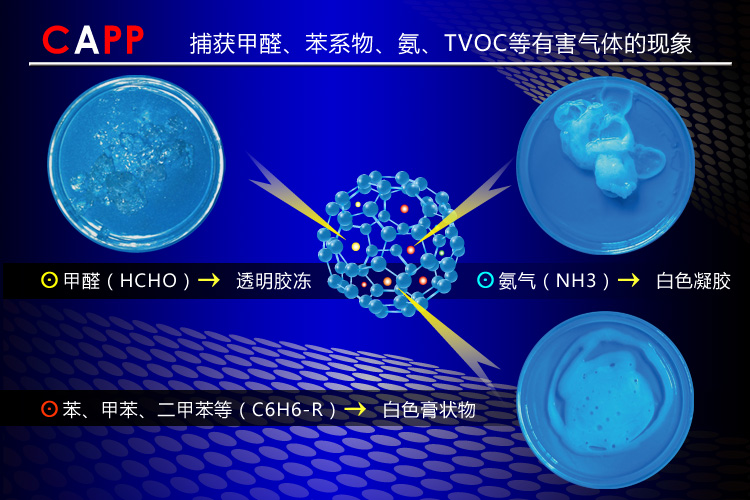 CAPP 捕获甲醛、苯系物、氨、TVOC等有害气体的现象
甲醛（HCHO）→ 透明胶冻
氨气（NH3）→ 白色凝胶
苯、甲苯、二甲苯等（C6H6-R）→ 白色膏状物